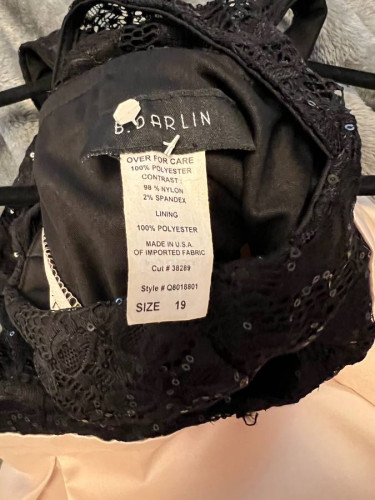 B. DARLIN
OVER FOR CARE
100% POLYESTER
CONTRAST :
98 % NYLON
2% SPANDEX
LINING
100% POLYESTER
MADE IN U.S.A.
OF IMPORTED FABRIC
Cut # 38289
Style # Q8018801
SIZE 19